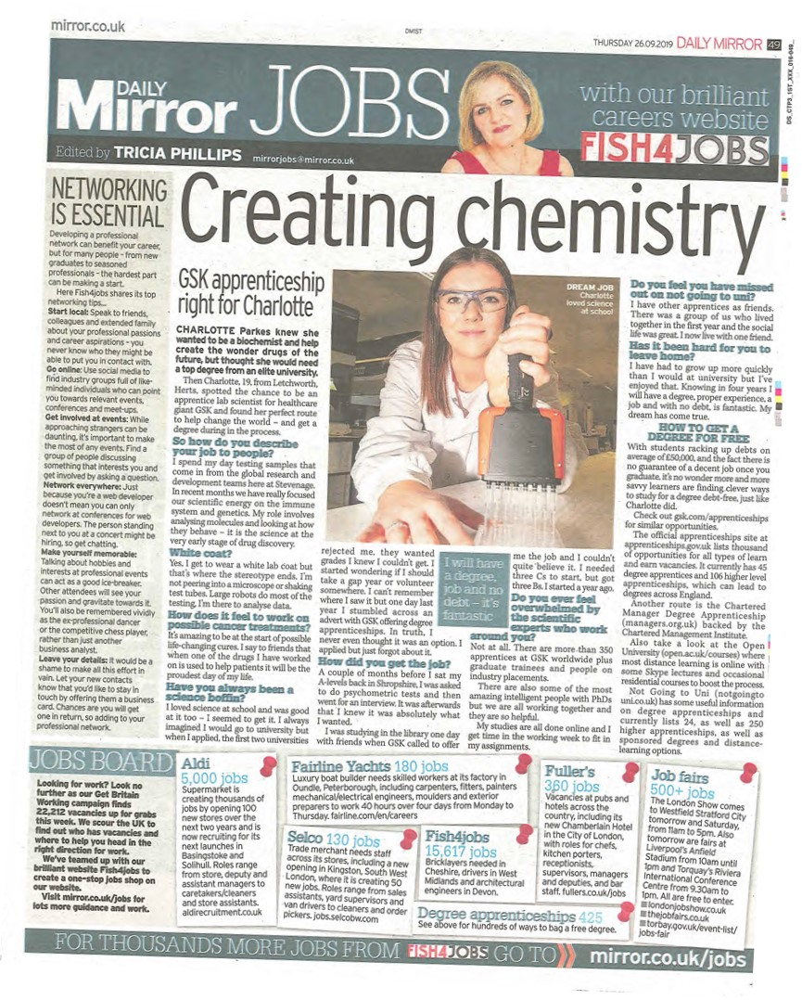 mirror.co.uk
DMIST
THURSDAY 26.09.2019 DAILY MIRROR 49
DS_CTP3_1ST_XXX_016-049_
DAILY
Mirror JOBS
Edited by TRICIA PHILLIPS mirrorjobs@mirror.co.uk
with our brilliant
careers website
FISH4JOBS
NETWORKING
IS ESSENTIAL
Developing a professional
network can benefit your career,
but for many people – from new
graduates to seasoned
professionals – the hardest part
can be making a start.
Here Fish4jobs shares its top
networking tips...
Start local: Speak to friends,
colleagues and extended family
about your professional passions
and career aspirations – you
never know who they might be
able to put you in contact with.
Go online: Use social media to
find industry groups full of like-
minded individuals who can point
you towards relevant events,
conferences and meet-ups.
Get involved at events: While
approaching strangers can be
daunting, it's important to make
the most of any events. Find a
group of people discussing
something that interests you and
get involved by asking a question.
Network everywhere: Just
because you're a web developer
doesn't mean you can only
network at conferences for web
developers. The person standing
next to you at a concert might be
hiring, so get chatting.
Make yourself memorable:
Talking about hobbies and
interests at professional events
can act as a good ice-breaker.
Other attendees will see your
passion and gravitate towards it.
You'll also be remembered vividly
as the ex-professional dancer
or the competitive chess player,
rather than just another
business analyst.
Leave your details: It would be a
shame to make all this effort in
vain. Let your new contacts
know that you'd like to stay in
touch by offering them a business
card. Chances are you will get
one in return, so adding to your
professional network.
Creating chemistry
GSK apprenticeship
right for Charlotte
CHARLOTTE Parkes knew she
wanted to be a biochemist and help
create the wonder drugs of the
future, but thought she would need
a top degree from an elite university.
Then Charlotte, 19, from Letchworth,
Herts, spotted the chance to be an
apprentice lab scientist for healthcare
giant GSK and found her perfect route
to help change the world – and get a
degree during in the process.
So how do you describe
your job to people?
I spend my day testing samples that
come in from the global research and
development teams here at Stevenage.
In recent months we have really focused
our scientific energy on the immune
system and genetics. My role involves
analysing molecules and looking at how
they behave – it is the science at the
very early stage of drug discovery.
White coat?
Yes, I get to wear a white lab coat but
that's where the stereotype ends. I'm
not peering into a microscope or shaking
test tubes. Large robots do most of the
testing, I'm there to analyse data.
How does it feel to work on
possible cancer treatments?
It's amazing to be at the start of possible
life-changing cures. I say to friends that
when one of the drugs I have worked
on is used to help patients it will be the
proudest day of my life.
Have you always been a
science boffin?
I loved science at school and was good
at it too – I seemed to get it. I always
imagined I would go to university but
when I applied, the first two universities
DREAM JOB
Charlotte
loved science
at school
rejected me, they wanted
grades I knew I couldn't get. I
started wondering if I should
take a gap year or volunteer
somewhere. I can't remember
where I saw it but one day last
year I stumbled across an
advert with GSK offering degree
apprenticeships. In truth, I
never even thought it was an option. I
applied but just forgot about it.
How did you get the job?
A couple of months before I sat my
A-levels back in Shropshire, I was asked
to do psychometric tests and then
went for an interview. It was afterwards
that I knew it was absolutely what
I wanted.
I was studying in the library one day
with friends when GSK called to offer
I will have
a degree,
job and no
debt – it's
fantastic
me the job and I couldn't
quite believe it. I needed
three Cs to start, but got
three Bs. I started a year ago.
Do you ever feel
overwhelmed by
the scientific
experts who work
around you?
Not at all. There are more than 350
apprentices at GSK worldwide plus
graduate trainees and people on
industry placements.
There are also some of the most
amazing intelligent people with PhDs
but we are all working together and
they are so helpful.
My studies are all done online and I
get time in the working week to fit in
my assignments.
Do you feel you have missed
out on not going to uni?
I have other apprentices as friends.
There was a group of us who lived
together in the first year and the social
life was great. I now live with one friend.
Has it been hard for you to
leave home?
I have had to grow up more quickly
than I would at university but I've
enjoyed that. Knowing in four years I
will have a degree, proper experience, a
job and with no debt, is fantastic. My
dream has come true.
HOW TO GET A
DEGREE FOR FREE
With students racking up debts on
average of £50,000, and the fact there is
no guarantee of a decent job once you
graduate, it's no wonder more and more
savvy learners are finding clever ways
to study for a degree debt-free, just like
Charlotte did.
Check out gsk.com/apprenticeships
for similar opportunities.
The official apprenticeships site at
apprenticeships.gov.uk lists thousand
of opportunities for all types of learn
and earn vacancies. It currently has 45
degree apprentices and 106 higher level
apprenticeships, which can lead to
degrees across England.
Another route is the Chartered
Manager Degree Apprenticeship
(managers.org.uk) backed by the
Chartered Management Institute.
Also take a look at the Open
University (open.ac.uk/courses) where
most distance learning is online with
some Skype lectures and occasional
residential courses to boost the process.
Not Going to Uni (notgoingto
uni.co.uk) has some useful information
on degree apprenticeships and
currently lists 24, as well as 250
higher apprenticeships, as well as
sponsored degrees and distance-
learning options.
JOBS BOARD
Looking for work? Look no
further as our Get Britain
Working campaign finds
22,212 vacancies up for grabs
this week. We scour the UK to
find out who has vacancies and
where to help you head in the
right direction for work.
We've teamed up with our
brilliant website Fish4jobs to
create a one-stop jobs shop on
our website.
Visit mirror.co.uk/jobs for
lots more guidance and work.
Aldi
5,000 jobs
Supermarket is
creating thousands of
jobs by opening 100
new stores over the
next two years and is
now recruiting for its
next launches in
Basingstoke and
Solihull. Roles range
from store, deputy and
assistant managers to
caretakers/cleaners
and store assistants.
aldirecruitment.co.uk
Fairline Yachts 180 jobs
Luxury boat builder needs skilled workers at its factory in
Oundle, Peterborough, including carpenters, fitters, painters
mechanical/electrical engineers, moulders and exterior
preparers to work 40 hours over four days from Monday to
Thursday. fairline.com/en/careers
Selco 130 jobs
Trade merchant needs staff
across its stores, including a new
opening in Kingston, South West
London, where it is creating 50
new jobs. Roles range from sales
assistants, yard supervisors and
van drivers to cleaners and order
pickers. jobs.selcobw.com
Fish4jobs
15,617 jobs
Bricklayers needed in
Cheshire, drivers in West
Midlands and architectural
engineers in Devon.
Degree apprenticeships 425
See above for hundreds of ways to bag a free degree.
Fuller's
360 jobs
Vacancies at pubs and
hotels across the
country, including its
new Chamberlain Hotel
in the City of London,
with roles for chefs,
kitchen porters,
receptionists,
supervisors, managers
and deputies, and bar
staff. fullers.co.uk/jobs
Job fairs
500+ jobs
The London Show comes
to Westfield Stratford City
tomorrow and Saturday,
from 11am to 5pm. Also
tomorrow are fairs at
Liverpool's Anfield
Stadium from 10am until
1pm and Torquay's Riviera
International Conference
Centre from 9.30am to
1pm. All are free to enter.
■ londonjobshow.co.uk
■ thejobfairs.co.uk
■ torbay.gov.uk/event-list/
jobs-fair
FOR THOUSANDS MORE JOBS FROM FISH4JOBS GO TO mirror.co.uk/jobs